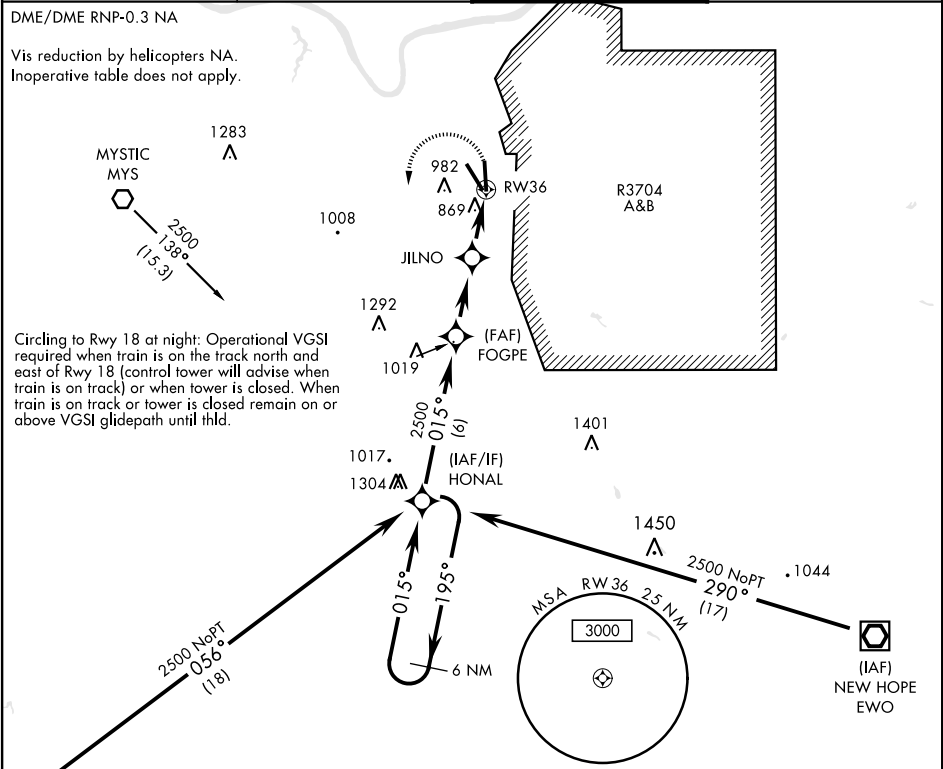 DME/DME RNP-0.3 NA
Vis reduction by helicopters NA.
Inoperative table does not apply.
1283
MYSTIC
MYS
2500
138°
(15.3)
1008
982
869
RW36
R3704
A&B
JILNO
1292
(FAF)
FOGPE
1019
Circling to Rwy 18 at night: Operational VGSI
required when train is on the track north and
east of Rwy 18 (control tower will advise when
train is on track) or when tower is closed. When
train is on track or tower is closed remain on or
above VGSI glidepath until thld.
2500
015°
(6)
1401
1017
1304
(IAF/IF)
HONAL
1450
2500 NoPT
290°
(17)
1044
015°
195°
6 NM
MSA RW36 25 NM
3000
2500 NoPT
056°
(18)
(IAF)
NEW HOPE
EWO